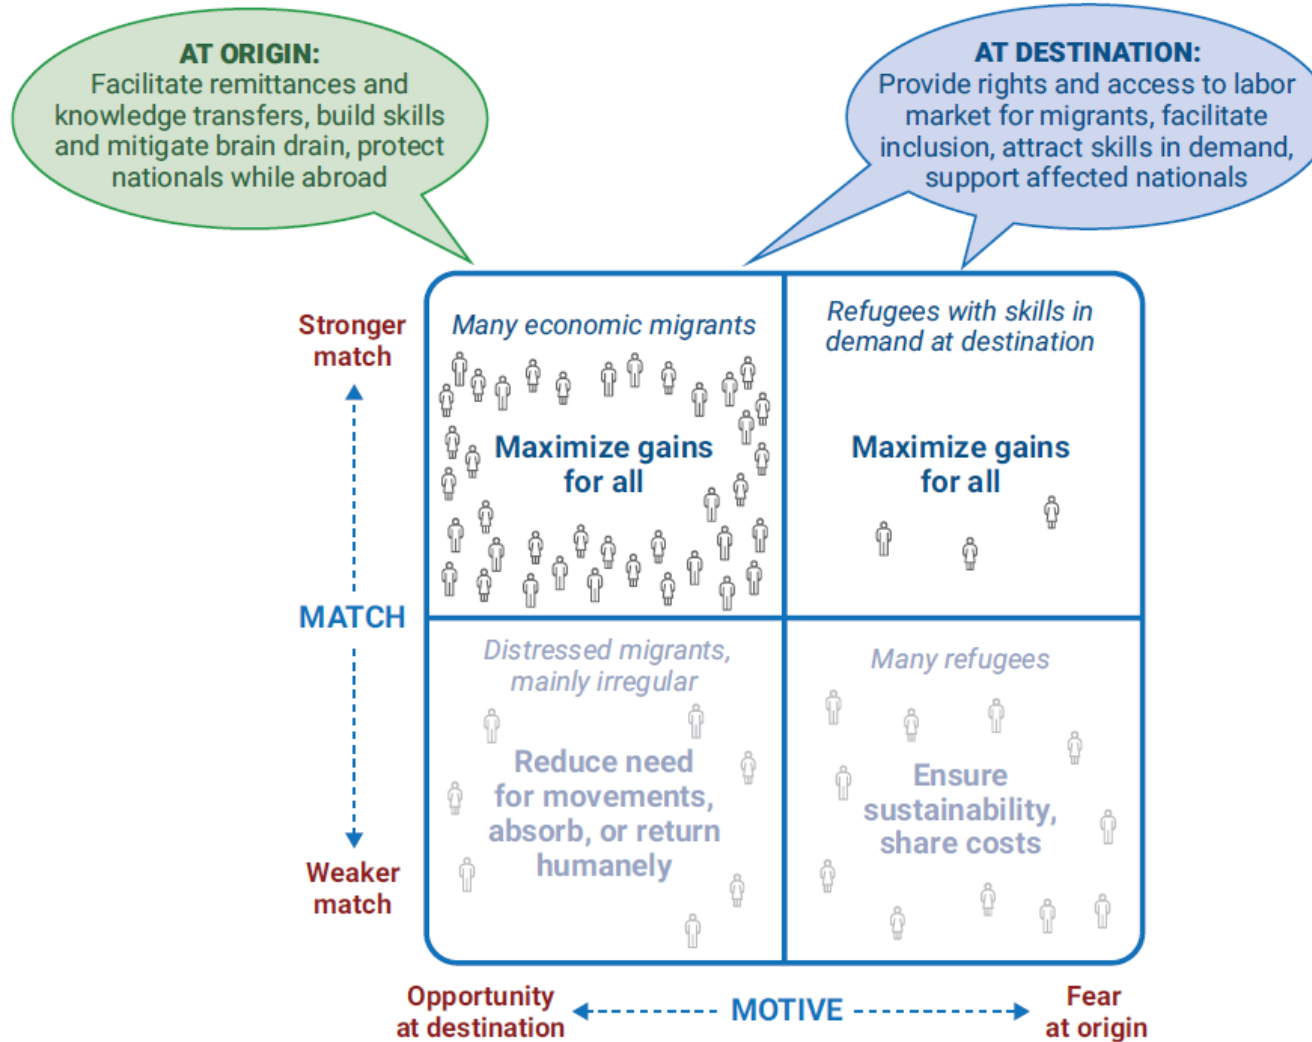 AT ORIGIN:
Facilitate remittances and
knowledge transfers, build skills
and mitigate brain drain, protect
nationals while abroad
AT DESTINATION:
Provide rights and access to labor
market for migrants, facilitate
inclusion, attract skills in demand,
support affected nationals
Stronger
match
MATCH
Weaker
match
Many economic migrants
Maximize gains
for all
Refugees with skills in
demand at destination
Maximize gains
for all
Distressed migrants,
mainly irregular
Reduce need
for movements,
absorb, or return
humanely
Many refugees
Ensure
sustainability,
share costs
Opportunity
at destination
MOTIVE
Fear
at origin